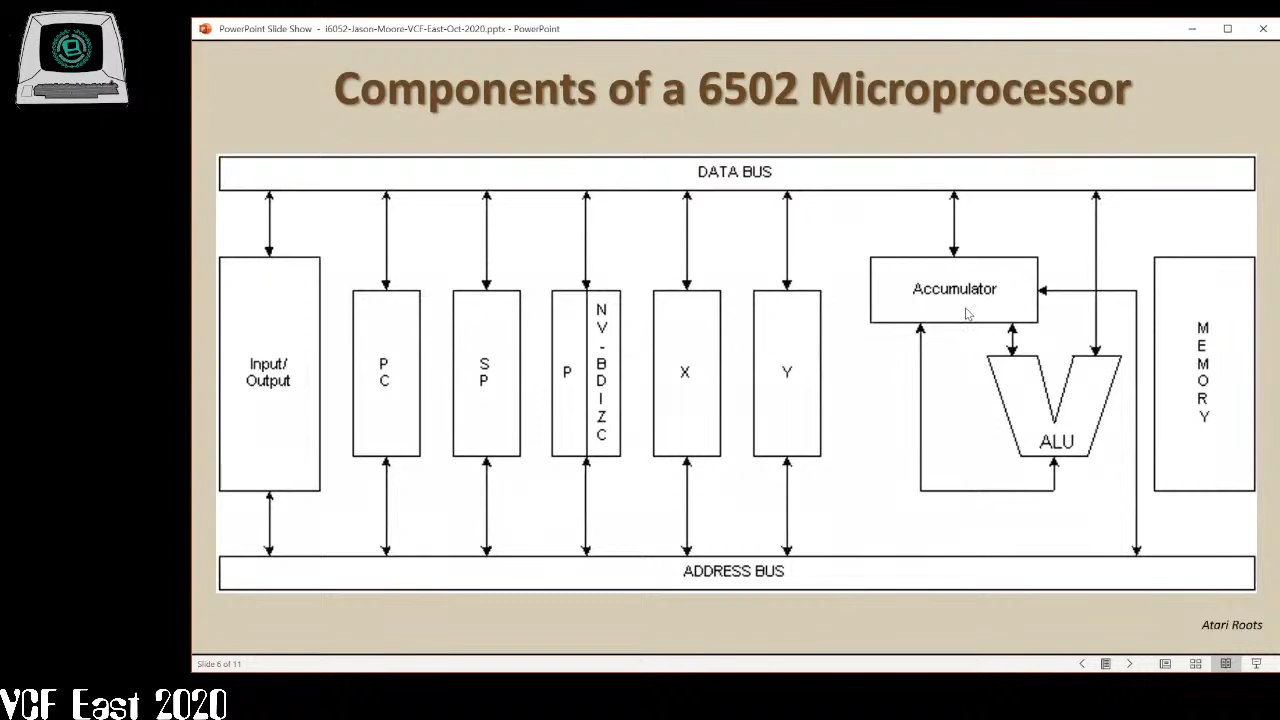 PowerPoint Slide Show - i6052-Jason-Moore-VCF-East-Oct-2020.pptx - PowerPoint
Components of a 6502 Microprocessor
DATA BUS
Input/
Output
P
C
S
P
P
N
V
-
B
D
I
Z
C
X
Y
Accumulator
ALU
M
E
M
O
R
Y
ADDRESS BUS
Atari Roots
Slide 6 of 11
VCF East 2020